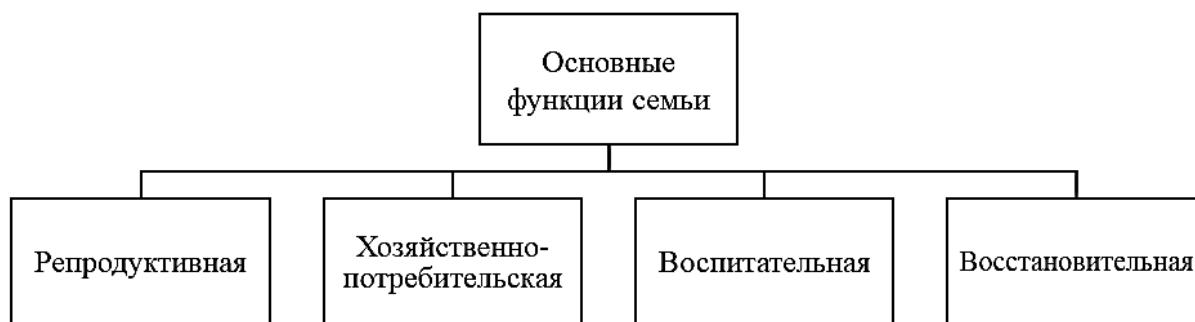 Основные
функции семьи
Репродуктивная
Хозяйственно-
потребительская
Воспитательная
Восстановительная